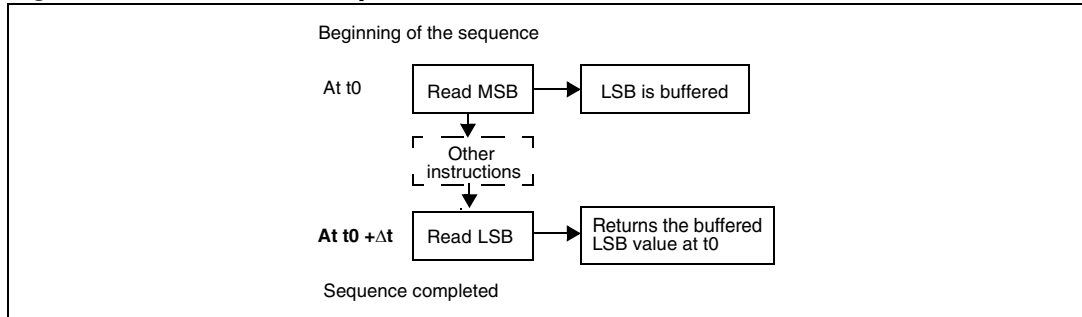 Beginning of the sequence
At t0
Read MSB
LSB is buffered
Other
instructions
At t0 +Δt
Read LSB
Returns the buffered
LSB value at t0
Sequence completed